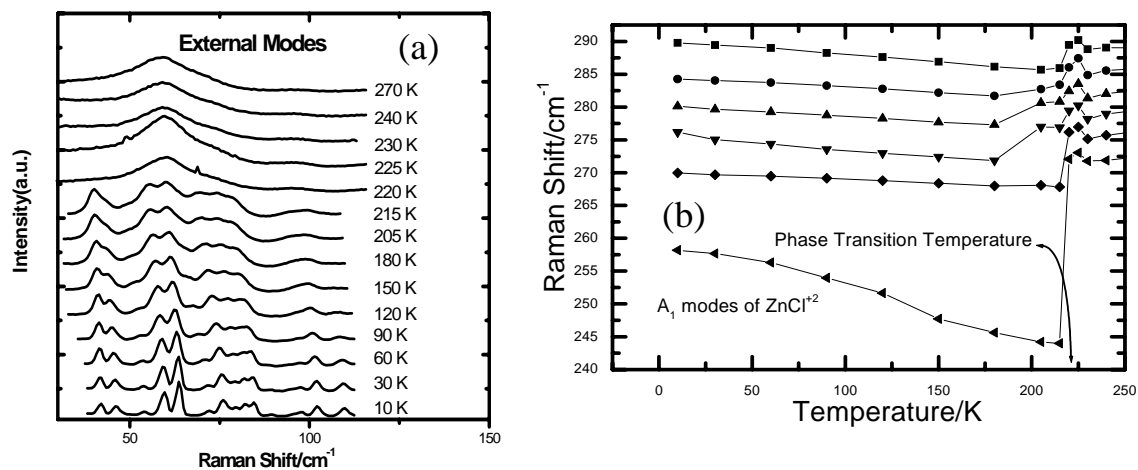 External Modes
(a)
270 K
240 K
230 K
225 K
220 K
215 K
205 K
180 K
150 K
120 K
90 K
60 K
30 K
10 K
Intensity(a.u.)
50
100
150
Raman Shift/cm-1
290
285
280
275
270
265
260
255
250
245
240
Raman Shift/cm-1
(b)
Phase Transition Temperature
A1 modes of ZnCl+2
0
50
100
150
200
250
Temperature/K